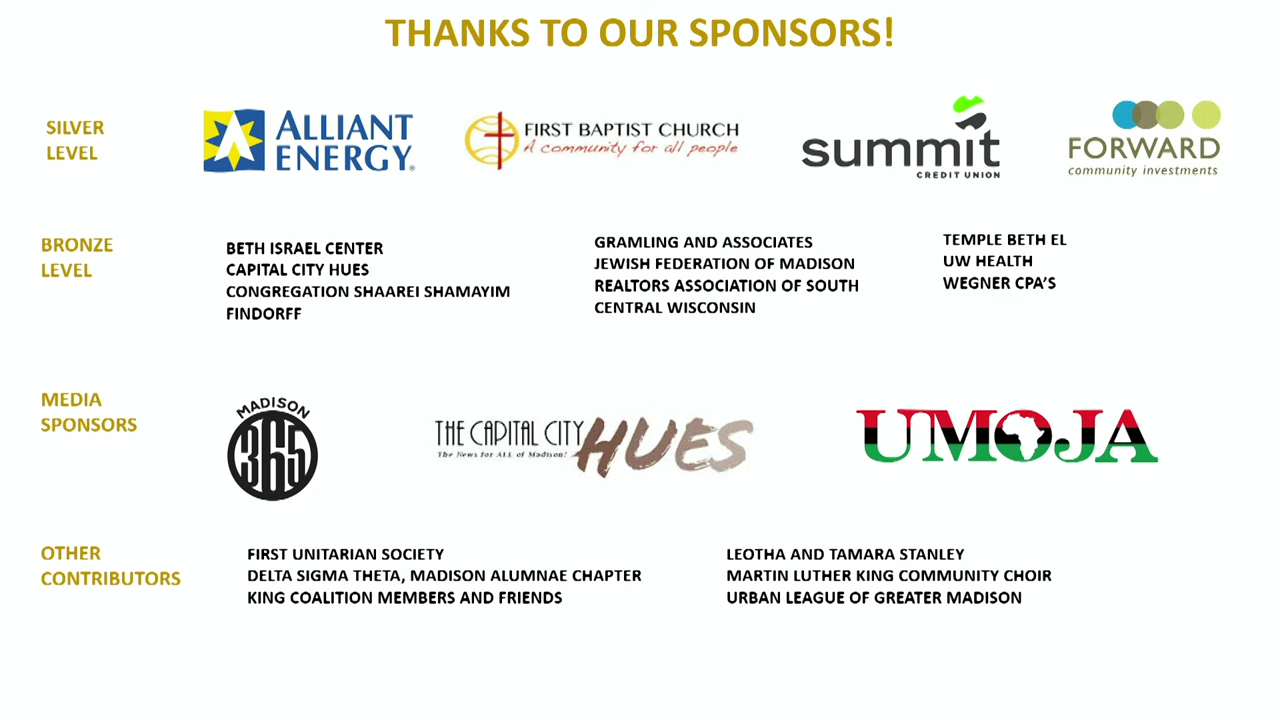 THANKS TO OUR SPONSORS!
SILVER
LEVEL
ALLIANT
ENERGY®
FIRST BAPTIST CHURCH
A community for all people
summit
CREDIT UNION
FORWARD
community investments
BRONZE
LEVEL
BETH ISRAEL CENTER
CAPITAL CITY HUES
CONGREGATION SHAAREI SHAMAYIM
FINDORFF
GRAMLING AND ASSOCIATES
JEWISH FEDERATION OF MADISON
REALTORS ASSOCIATION OF SOUTH
CENTRAL WISCONSIN
TEMPLE BETH EL
UW HEALTH
WEGNER CPA’S
MEDIA
SPONSORS
MADISON
365
THE CAPITAL CITY HUES
The News for ALL of Madison!
UMOJA
OTHER
CONTRIBUTORS
FIRST UNITARIAN SOCIETY
DELTA SIGMA THETA, MADISON ALUMNAE CHAPTER
KING COALITION MEMBERS AND FRIENDS
LEOTHA AND TAMARA STANLEY
MARTIN LUTHER KING COMMUNITY CHOIR
URBAN LEAGUE OF GREATER MADISON